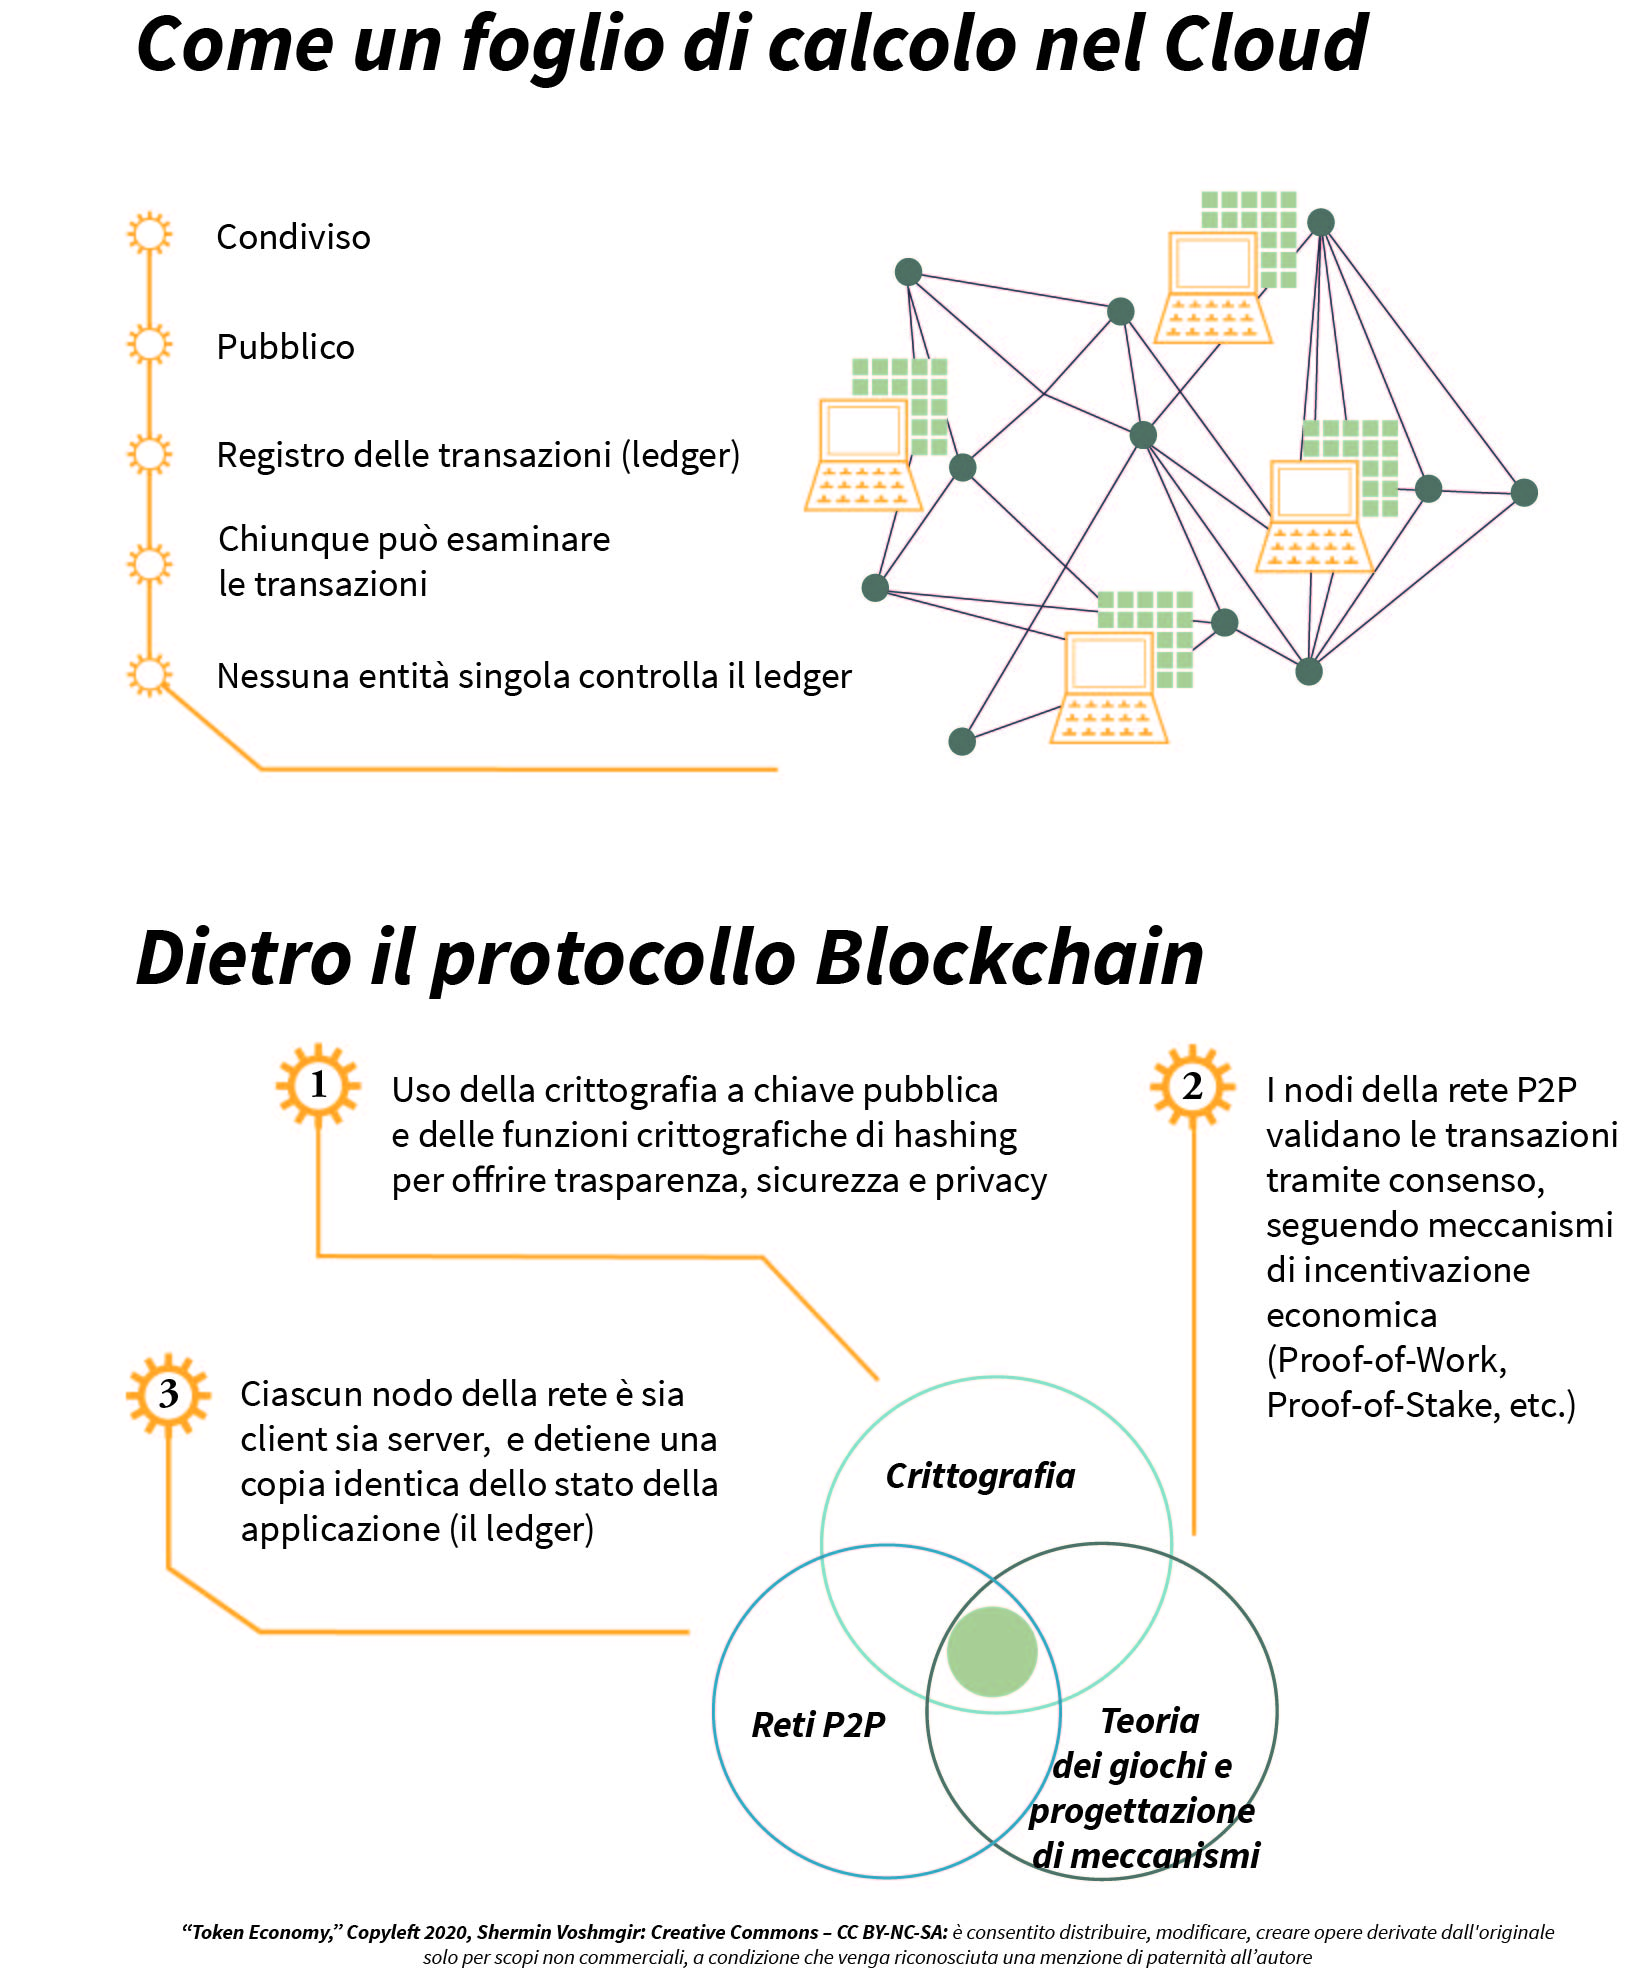 Come un foglio di calcolo nel Cloud
Condiviso
Pubblico
Registro delle transazioni (ledger)
Chiunque può esaminare
le transazioni
Nessuna entità singola controlla il ledger
Dietro il protocollo Blockchain
1
Uso della crittografia a chiave pubblica
e delle funzioni crittografiche di hashing
per offrire trasparenza, sicurezza e privacy
2
I nodi della rete P2P
validano le transazioni
tramite consenso,
seguendo meccanismi
di incentivazione
economica
(Proof-of-Work,
Proof-of-Stake, etc.)
3
Ciascun nodo della rete è sia
client sia server,  e detiene una
copia identica dello stato della
applicazione (il ledger)
Crittografia
Reti P2P
Teoria
dei giochi e
progettazione
di meccanismi
“Token Economy,” Copyleft 2020, Shermin Voshmgir: Creative Commons – CC BY-NC-SA: è consentito distribuire, modificare, creare opere derivate dall'originale
solo per scopi non commerciali, a condizione che venga riconosciuta una menzione di paternità all’autore